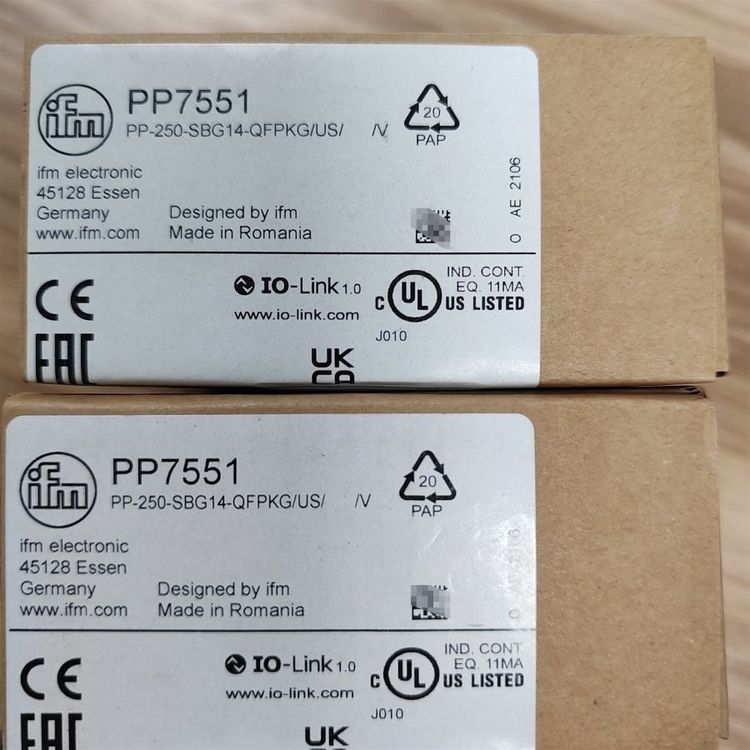 ifm
PP7551
PP-250-SBG14-QFPKG/US/ /V
20
PAP
ifm electronic
45128 Essen
Germany
www.ifm.com
Designed by ifm
Made in Romania
O AE 2106
CE
EAC
IO-Link 1.0
www.io-link.com
UK
CA
C UL US LISTED
IND. CONT.
EQ. 11MA
J010
ifm
PP7551
PP-250-SBG14-QFPKG/US/ /V
20
PAP
ifm electronic
45128 Essen
Germany
www.ifm.com
Designed by ifm
Made in Romania
O
CE
EAC
IO-Link 1.0
www.io-link.com
UK
C UL US LISTED
IND. CONT.
EQ. 11MA
J010